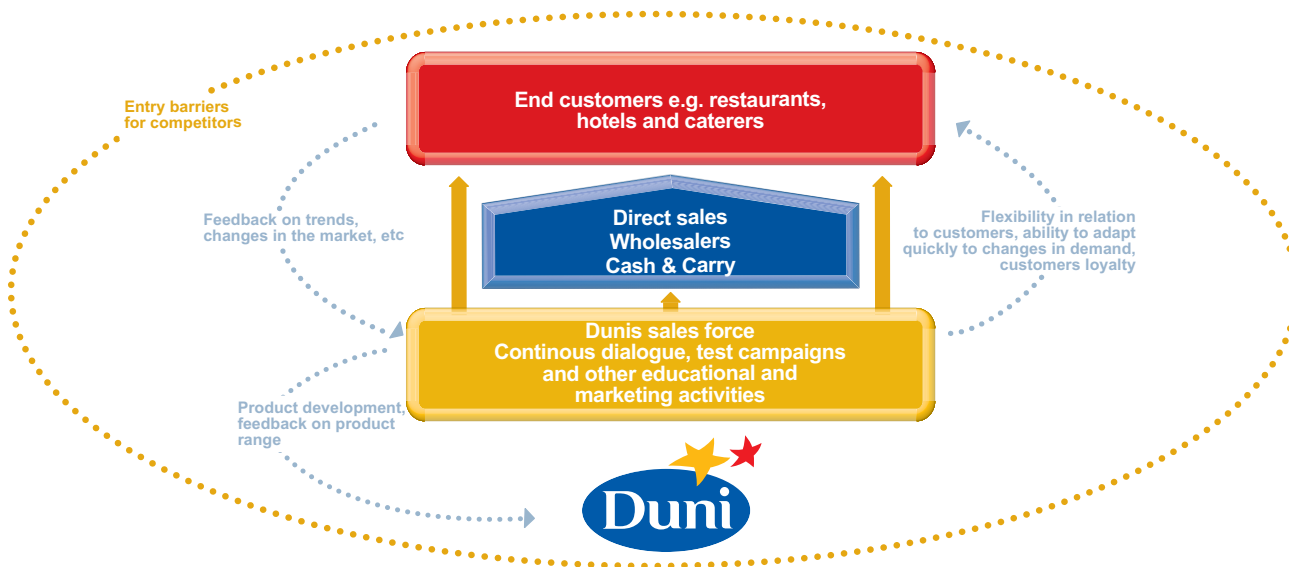 Entry barriers
for competitors
End customers e.g. restaurants,
hotels and caterers
Feedback on trends,
changes in the market, etc
Direct sales
Wholesalers
Cash & Carry
Flexibility in relation
to customers, ability to adapt
quickly to changes in demand,
customers loyalty
Dunis sales force
Continous dialogue, test campaigns
and other educational and
marketing activities
Product development,
feedback on product
range
Duni